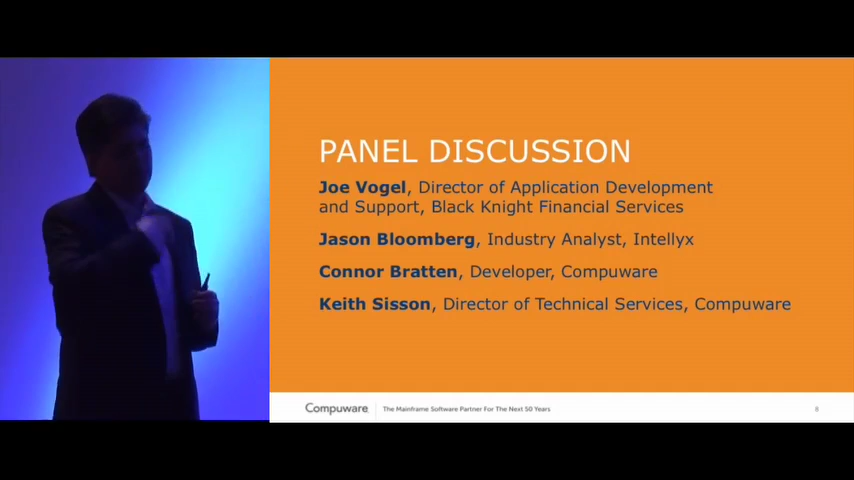 PANEL DISCUSSION
Joe Vogel, Director of Application Development
and Support, Black Knight Financial Services
Jason Bloomberg, Industry Analyst, Intellyx
Connor Bratten, Developer, Compuware
Keith Sisson, Director of Technical Services, Compuware
Compuware The Mainframe Software Partner For The Next 50 Years 8